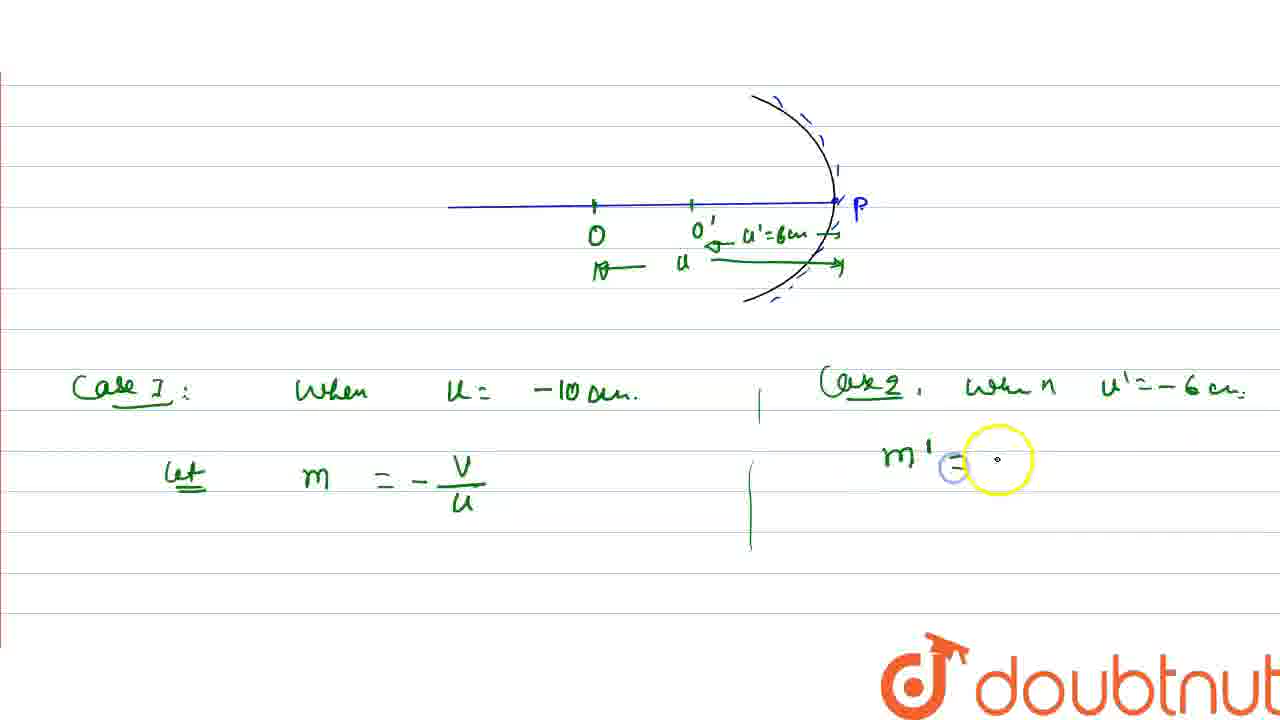 P
O O' u'=6cm
u
Case I: When u= -10cm.
Case 2, When u'= -6cm.
Let m = - V/u
m' =
doubtnut